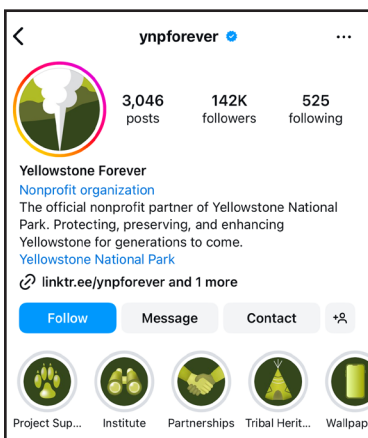 ynpforever
3,046
142K
525
posts
followers
following
Yellowstone Forever
Nonprofit organization
The official nonprofit partner of Yellowstone National
Park. Protecting, preserving, and enhancing
Yellowstone for generations to come.
Yellowstone National Park
linktr.ee/ynpforever and 1 more
Follow
Message
Contact
Project Sup...
Institute
Partnerships
Tribal Herit...
Wallpap